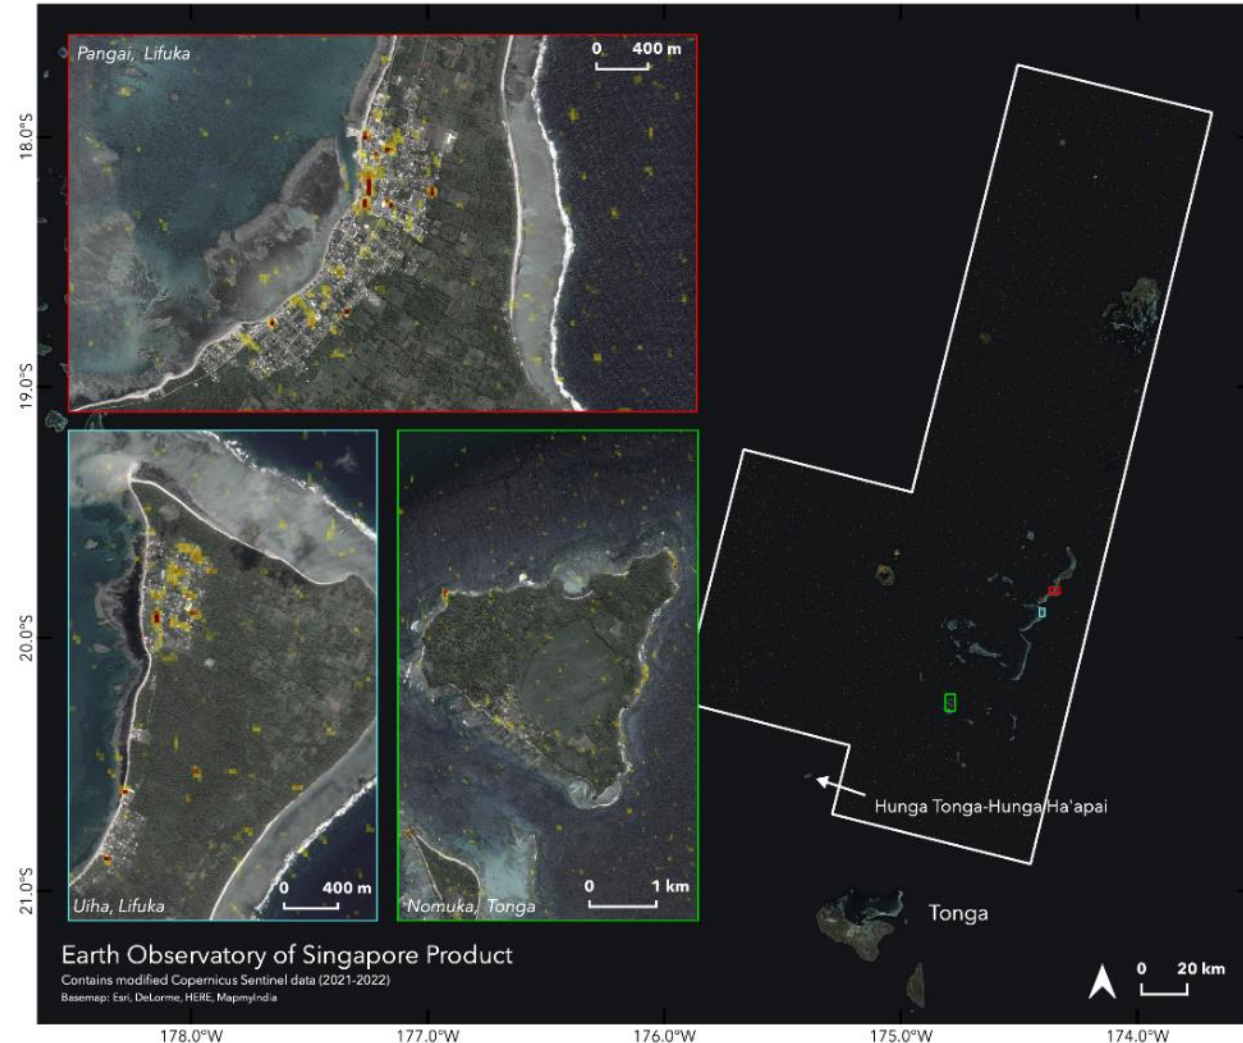 Pangai, Lifuka
0 400 m
18.0°S
19.0°S
20.0°S
21.0°S
Uiha, Lifuka
0 400 m
Nomuka, Tonga
0 1 km
Hunga Tonga-Hunga Ha'apai
Tonga
Earth Observatory of Singapore Product
Contains modified Copernicus Sentinel data (2021-2022)
Basemap: Esri, DeLorme, HERE, MapmyIndia
0 20 km
178.0°W 177.0°W 176.0°W 175.0°W 174.0°W